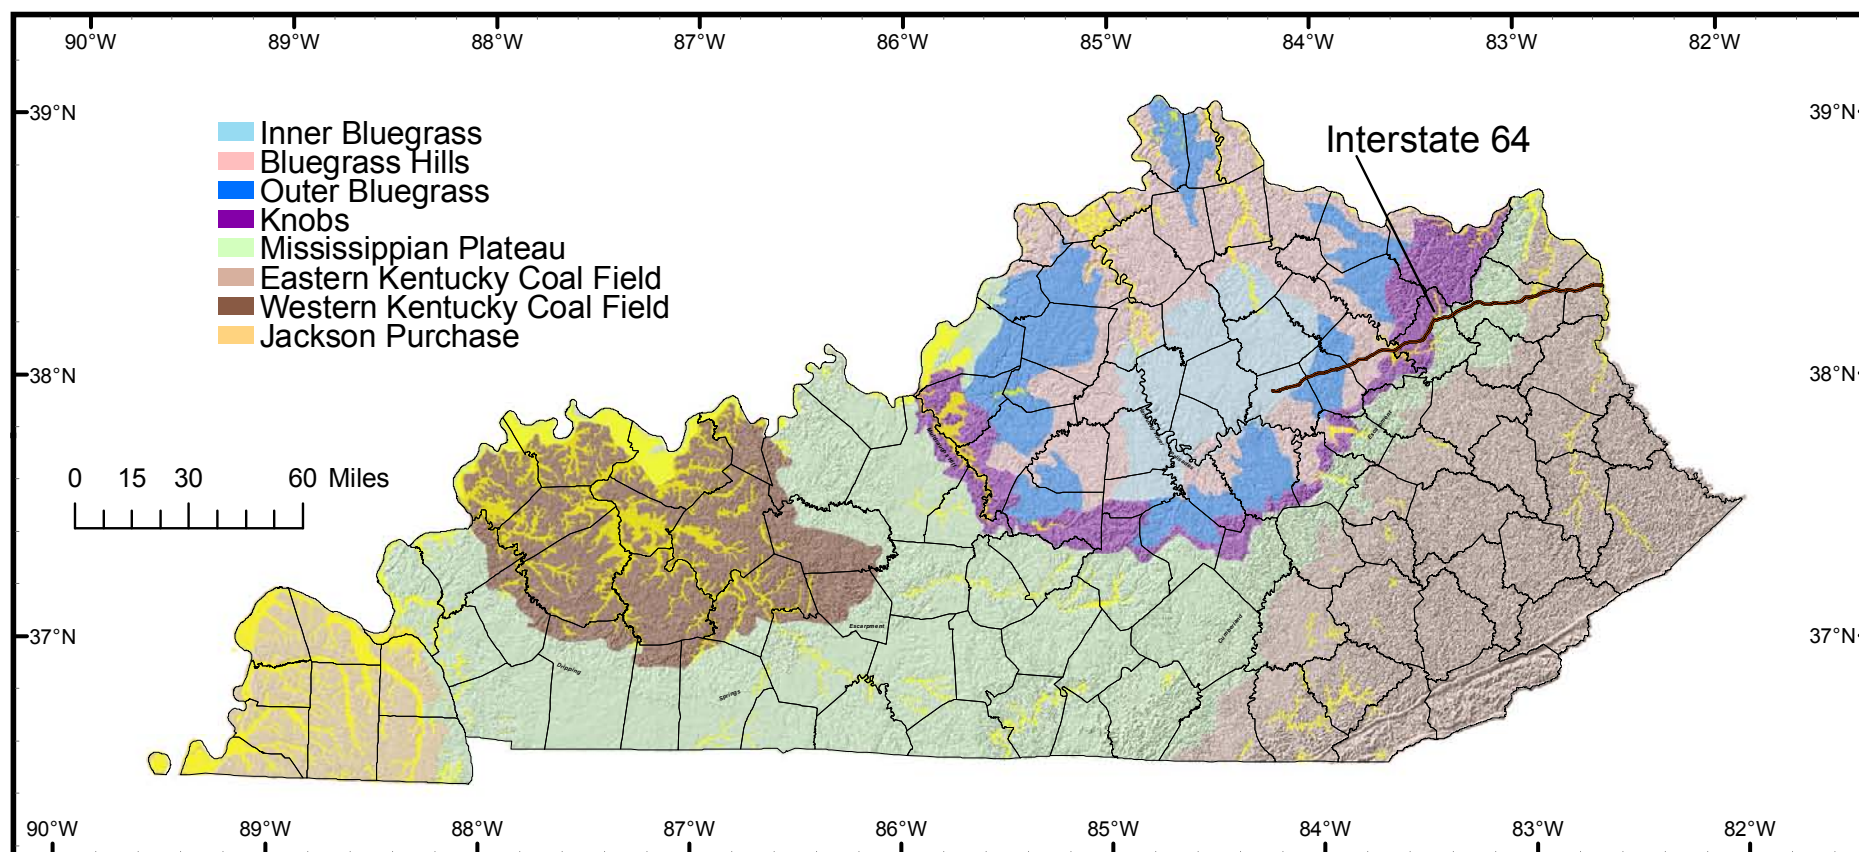 90°W 89°W 88°W 87°W 86°W 85°W 84°W 83°W 82°W
39°N 39°N
Interstate 64
Inner Bluegrass
Bluegrass Hills
Outer Bluegrass
Knobs
Mississippian Plateau
Eastern Kentucky Coal Field
Western Kentucky Coal Field
Jackson Purchase
38°N 38°N
0 15 30 60 Miles
Escarpment
Cumberland
Escarpment
37°N 37°N
Dripping
Springs
90°W 89°W 88°W 87°W 86°W 85°W 84°W 83°W 82°W